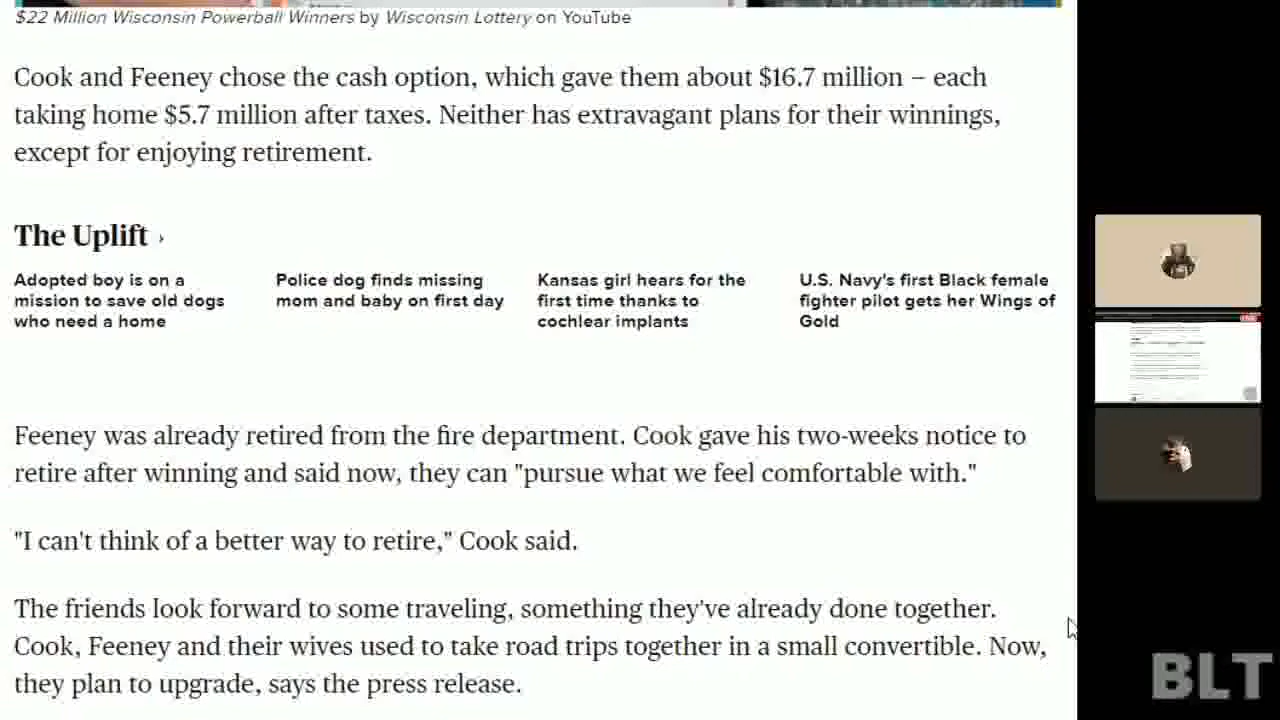 $22 Million Wisconsin Powerball Winners by Wisconsin Lottery on YouTube
Cook and Feeney chose the cash option, which gave them about $16.7 million – each
taking home $5.7 million after taxes. Neither has extravagant plans for their winnings,
except for enjoying retirement.
The Uplift ›
Adopted boy is on a
mission to save old dogs
who need a home
Police dog finds missing
mom and baby on first day
Kansas girl hears for the
first time thanks to
cochlear implants
U.S. Navy's first Black female
fighter pilot gets her Wings of
Gold
Feeney was already retired from the fire department. Cook gave his two-weeks notice to
retire after winning and said now, they can "pursue what we feel comfortable with."
"I can't think of a better way to retire," Cook said.
The friends look forward to some traveling, something they've already done together.
Cook, Feeney and their wives used to take road trips together in a small convertible. Now,
they plan to upgrade, says the press release.
BLT